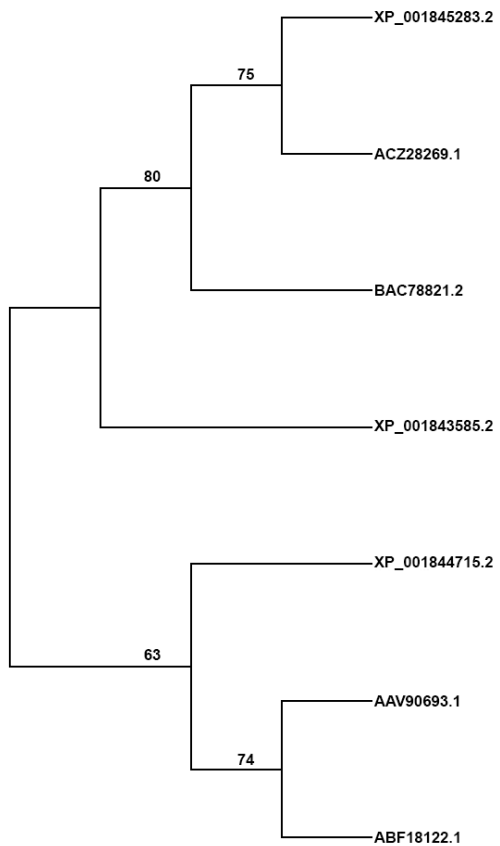 XP_001845283.2
75
ACZ28269.1
80
BAC78821.2
XP_001843585.2
XP_001844715.2
63
AAV90693.1
74
ABF18122.1